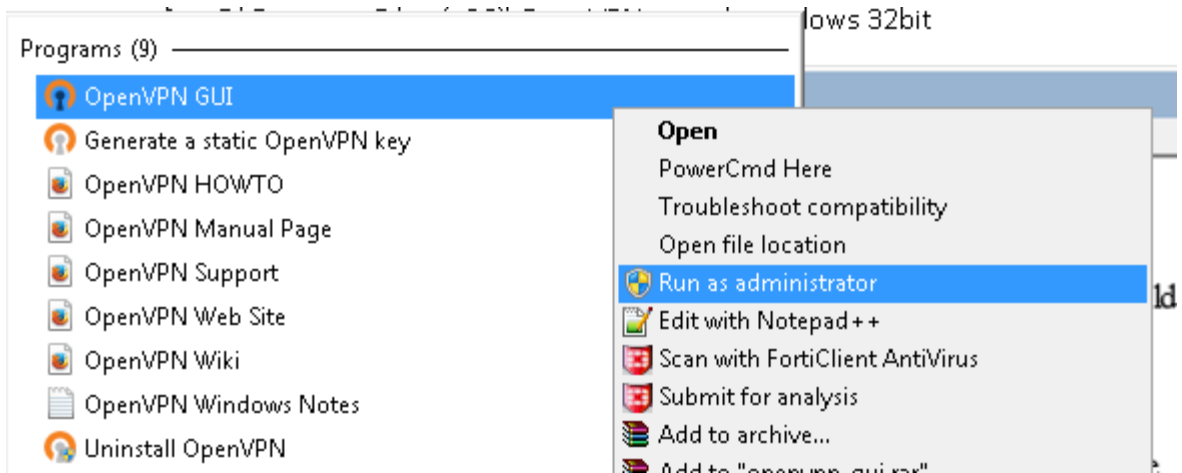 lows 32bit
Programs (9)
OpenVPN GUI
Generate a static OpenVPN key
OpenVPN HOWTO
OpenVPN Manual Page
OpenVPN Support
OpenVPN Web Site
OpenVPN Wiki
OpenVPN Windows Notes
Uninstall OpenVPN
Open
PowerCmd Here
Troubleshoot compatibility
Open file location
Run as administrator
Edit with Notepad++
Scan with FortiClient AntiVirus
Submit for analysis
Add to archive...
Add to "openvpn-gui.rar"
ld